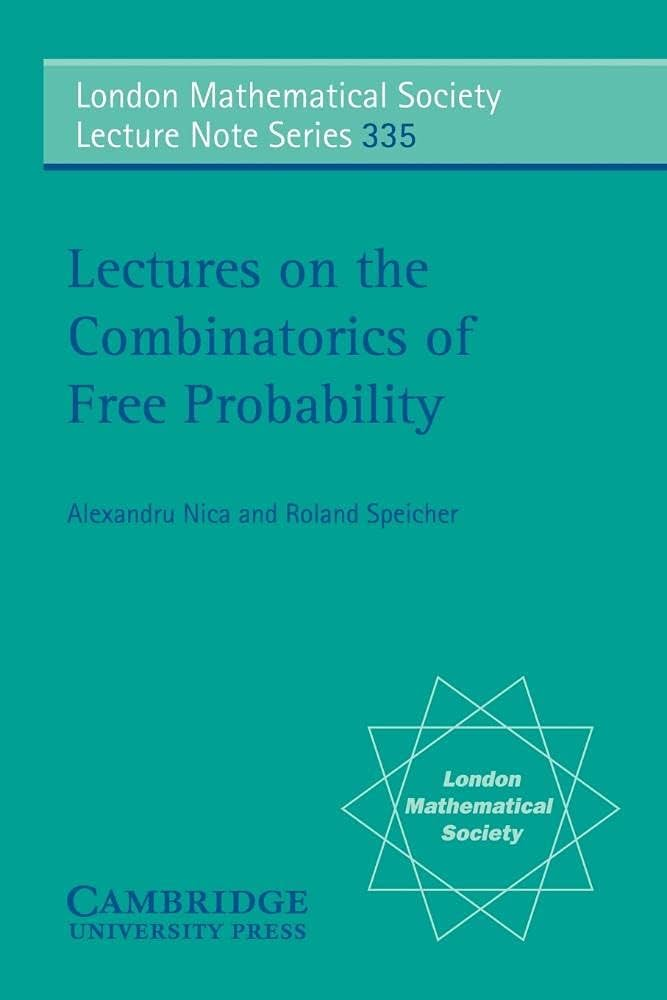 London Mathematical Society
Lecture Note Series 335
Lectures on the
Combinatorics of
Free Probability
Alexandru Nica and Roland Speicher
London
Mathematical
Society
CAMBRIDGE
UNIVERSITY PRESS